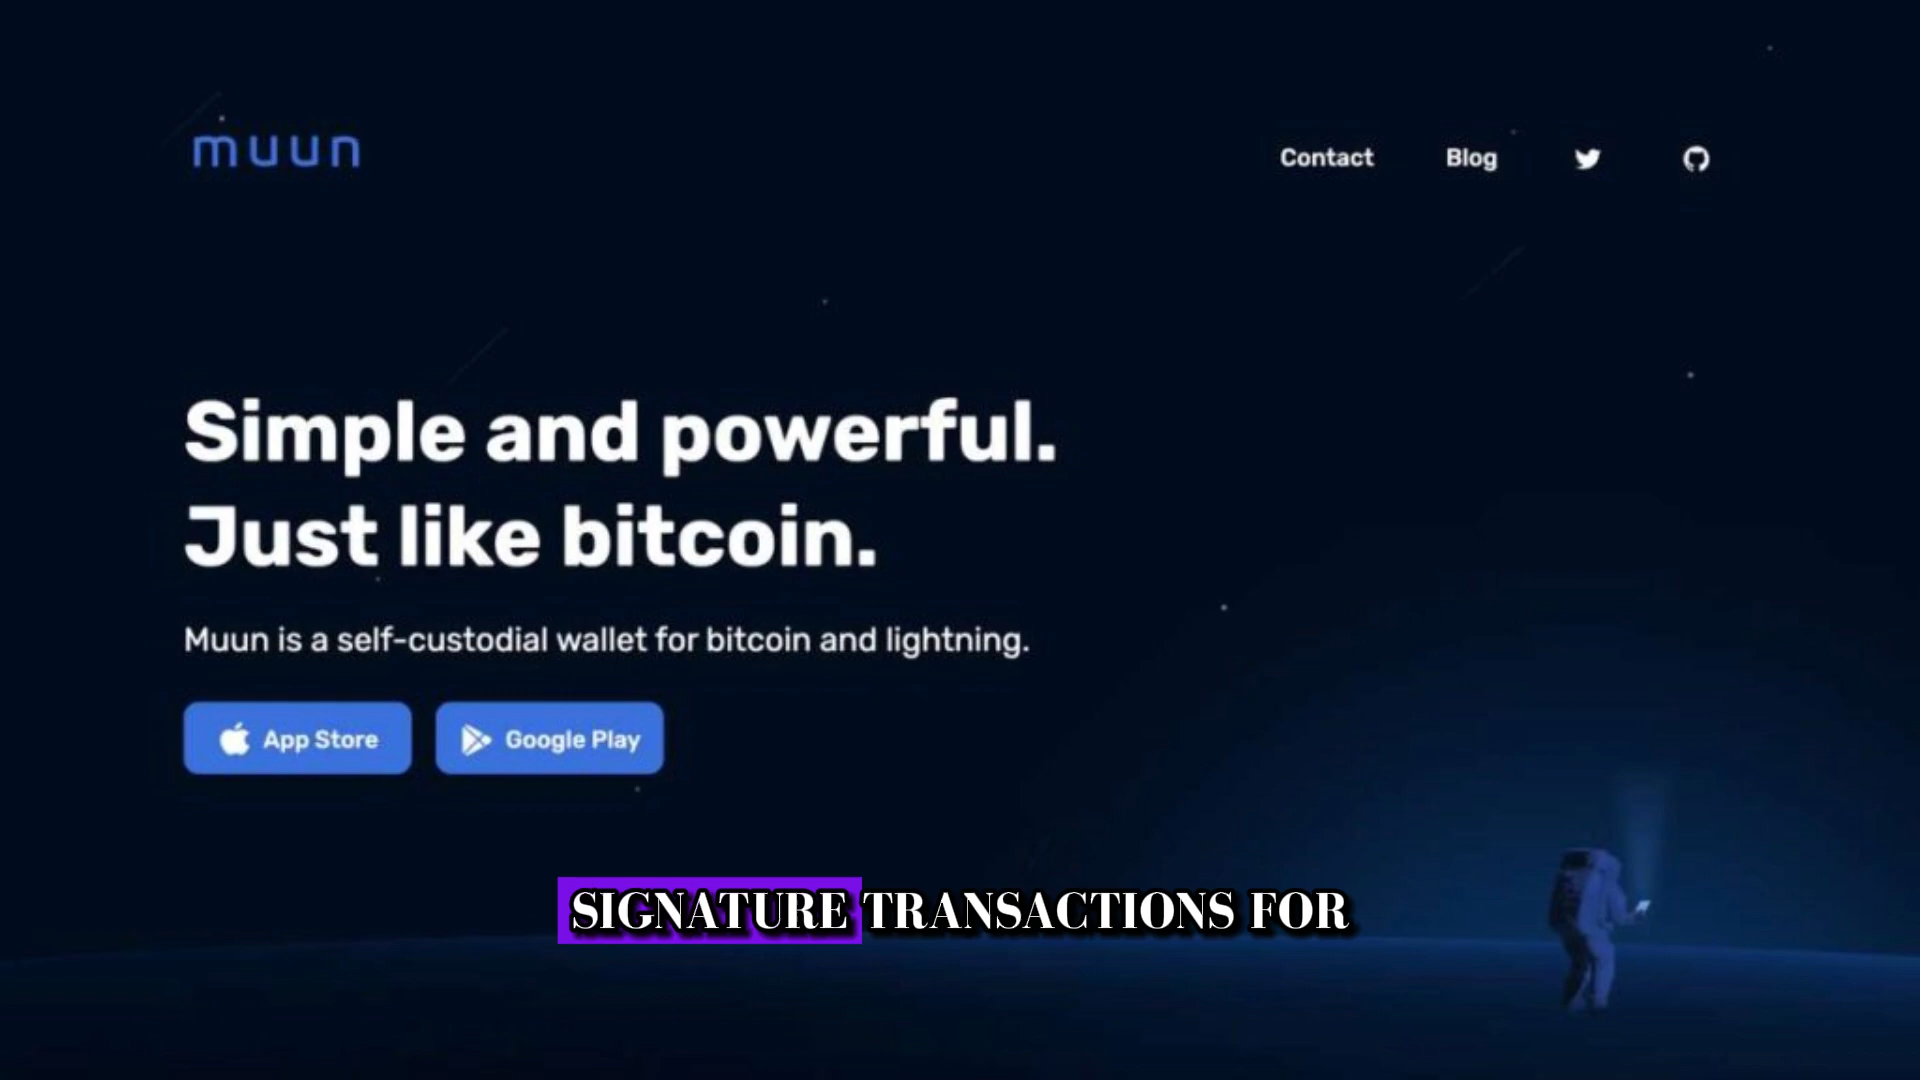 muun
Contact Blog
Simple and powerful.
Just like bitcoin.
Muun is a self-custodial wallet for bitcoin and lightning.
App Store Google Play
SIGNATURE TRANSACTIONS FOR